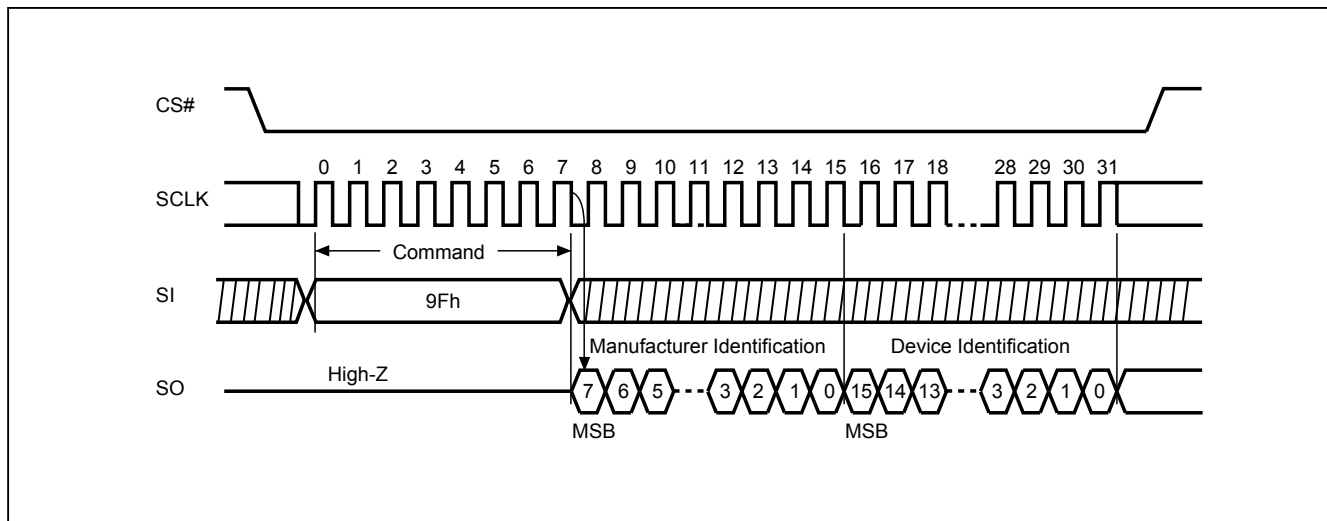 CS#
0 1 2 3 4 5 6 7 8 9 10 11 12 13 14 15 16 17 18 28 29 30 31
SCLK
Command
SI
9Fh
Manufacturer Identification Device Identification
High-Z
SO
7 6 5 3 2 1 0 15 14 13 3 2 1 0
MSB MSB